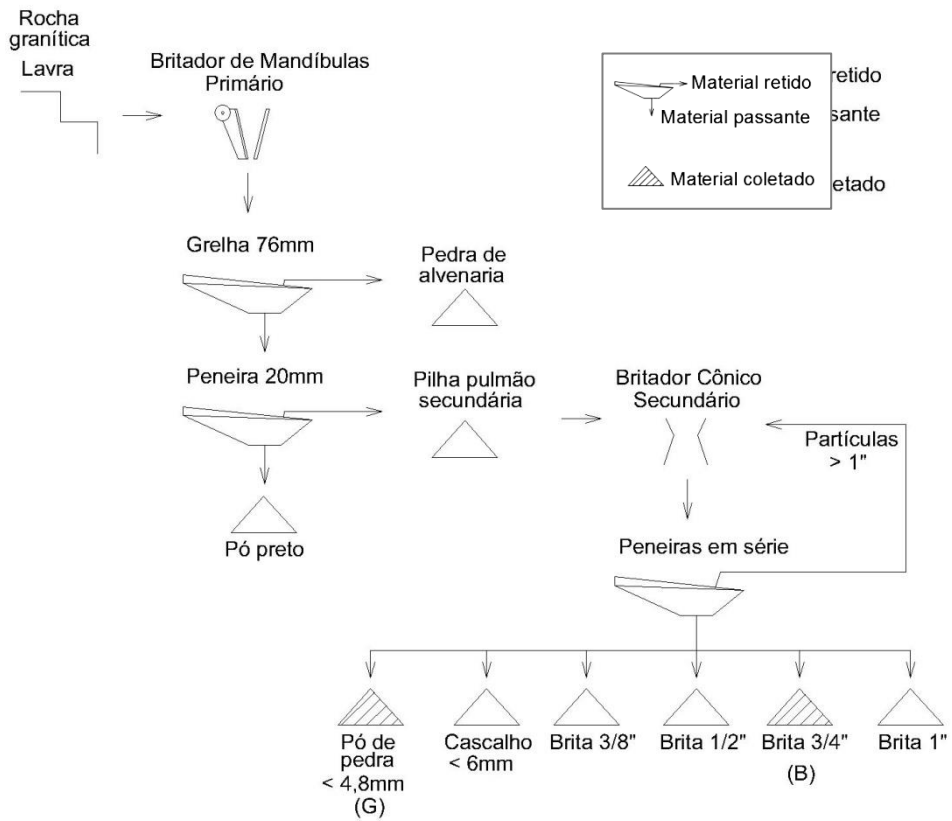 Rocha
granítica
Lavra
Britador de Mandíbulas
Primário
Material retido
retido
Material passante
sante
Material coletado
etado
Grelha 76mm
Pedra de
alvenaria
Peneira 20mm
Pilha pulmão
secundária
Britador Cônico
Secundário
Partículas
> 1"
Pó preto
Peneiras em série
Pó de
pedra
< 4,8mm
(G)
Cascalho
< 6mm
Brita 3/8"
Brita 1/2"
Brita 3/4"
(B)
Brita 1"